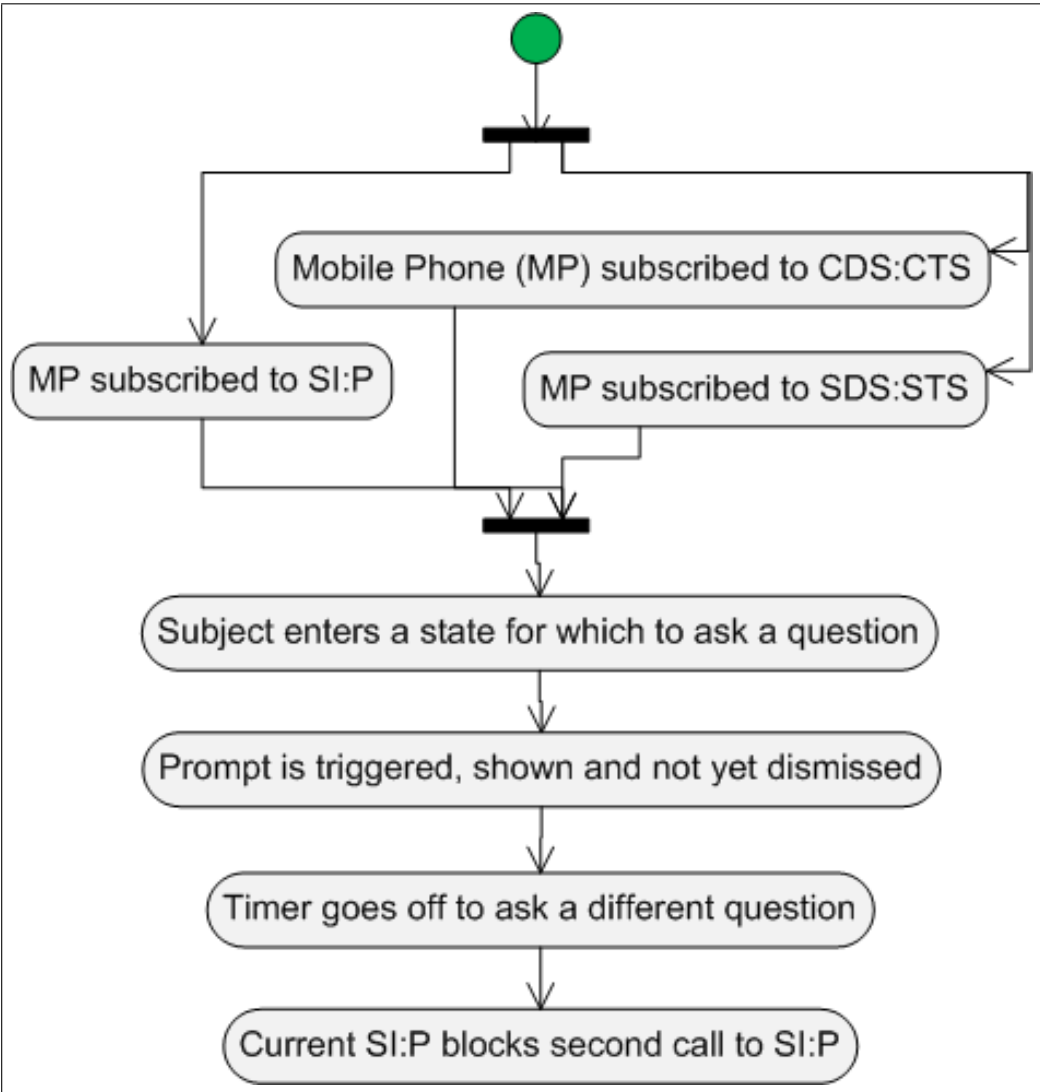 Mobile Phone (MP) subscribed to CDS:CTS
MP subscribed to SI:P
MP subscribed to SDS:STS
Subject enters a state for which to ask a question
Prompt is triggered, shown and not yet dismissed
Timer goes off to ask a different question
Current SI:P blocks second call to SI:P